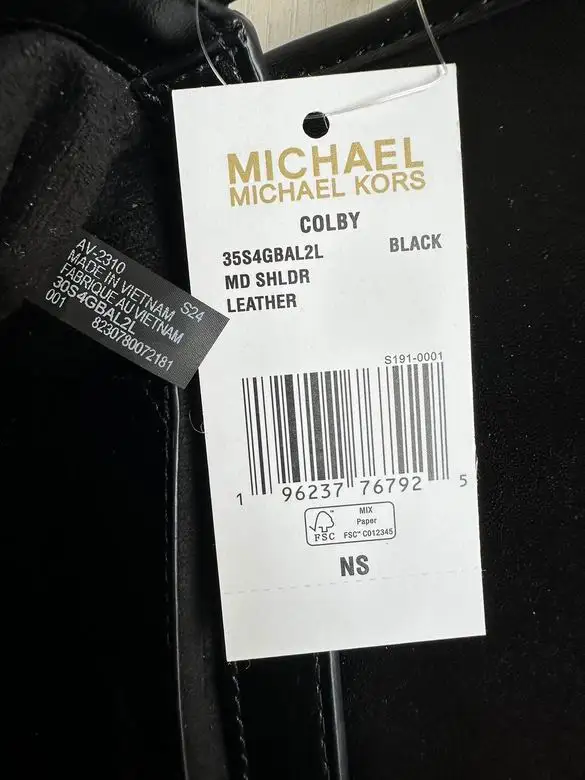 MICHAEL
MICHAEL KORS
COLBY
35S4GBAL2L BLACK
MD SHLDR
LEATHER
S191-0001
1 96237 76792 5
MIX
Paper
FSC™ C012345
FSC
NS
AV-2310
MADE IN VIETNAM S24
FABRIQUE AU VIETNAM
30S4GBAL2L
001 8230780072181